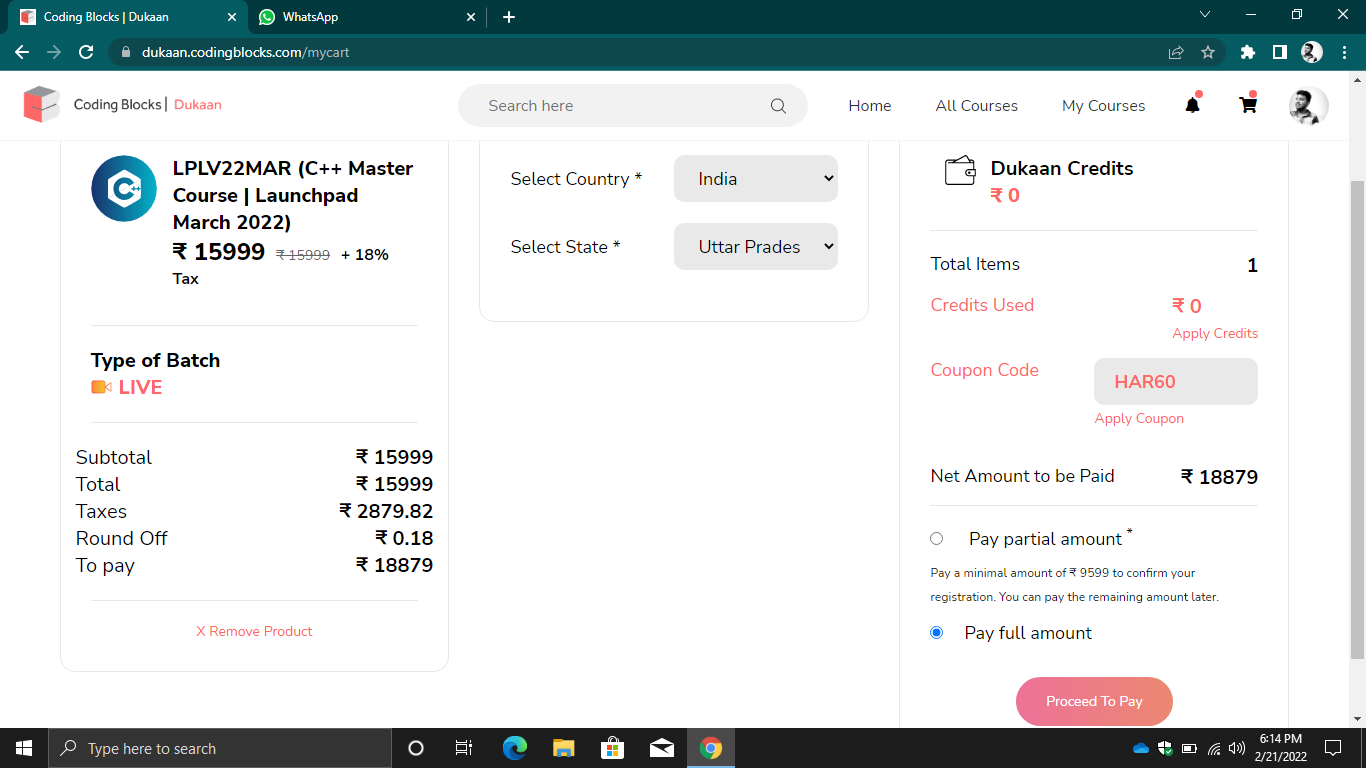 Coding Blocks | Dukaan
WhatsApp
dukaan.codingblocks.com/mycart
Coding Blocks | Dukaan
Search here
Home
All Courses
My Courses
LPLV22MAR (C++ Master
Course | Launchpad
March 2022)
₹ 15999 ₹ 15999 + 18%
Tax
Type of Batch
LIVE
Subtotal ₹ 15999
Total ₹ 15999
Taxes ₹ 2879.82
Round Off ₹ 0.18
To pay ₹ 18879
X Remove Product
Select Country * India
Select State * Uttar Prades
Dukaan Credits
₹ 0
Total Items 1
Credits Used ₹ 0
Apply Credits
Coupon Code HAR60
Apply Coupon
Net Amount to be Paid ₹ 18879
Pay partial amount *
Pay a minimal amount of ₹ 9599 to confirm your
registration. You can pay the remaining amount later.
Pay full amount
Proceed To Pay
Type here to search
6:14 PM
2/21/2022